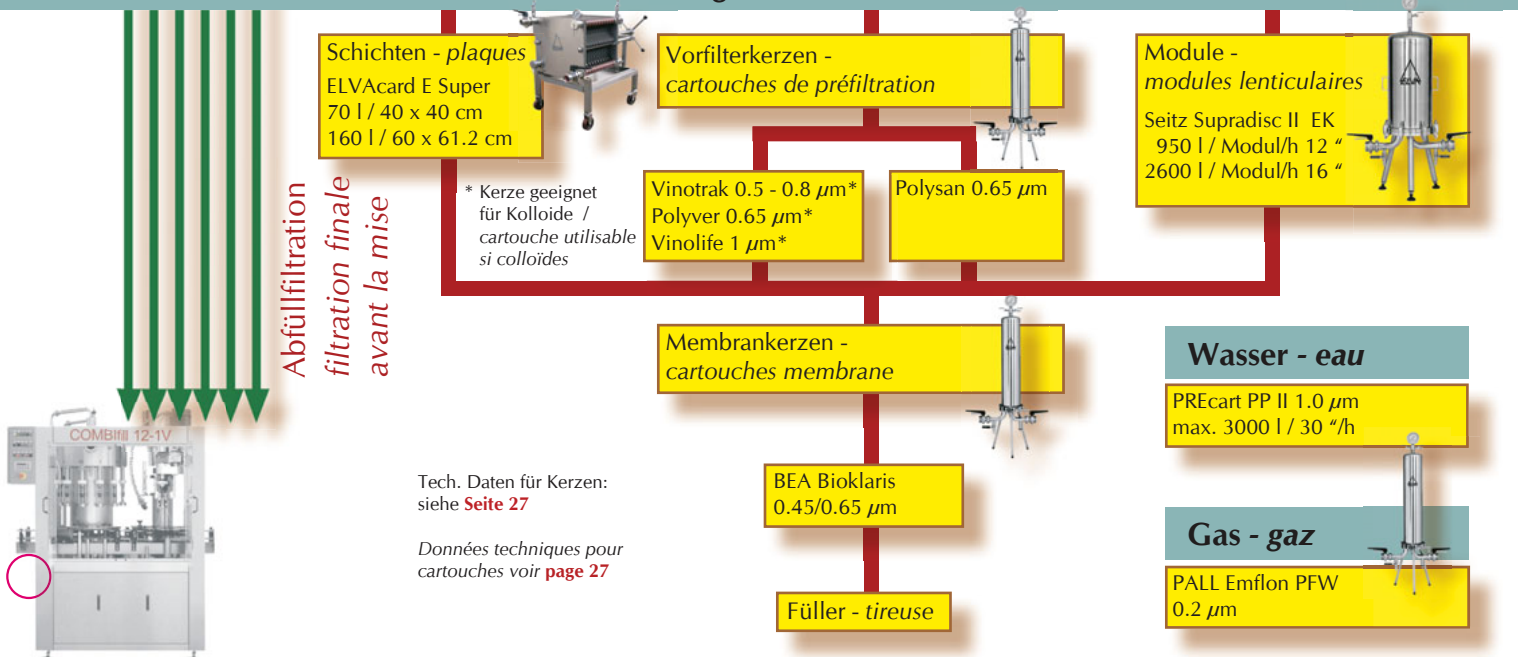 Schichten - plaques
ELVAcard E Super
70 l / 40 x 40 cm
160 l / 60 x 61.2 cm
Vorfilterkerzen -
cartouches de préfiltration
Module -
modules lenticulaires
Seitz Supradisc II EK
950 l / Modul/h 12 “
2600 l / Modul/h 16 “
Abfüllfiltration
filtration finale
avant la mise
* Kerze geeignet
für Kolloide /
cartouche utilisable
si colloïdes
Vinotrak 0.5 - 0.8 µm*
Polyver 0.65 µm*
Vinolife 1 µm*
Polysan 0.65 µm
Membrankerzen -
cartouches membrane
Wasser - eau
PREcart PP II 1.0 µm
max. 3000 l / 30 “/h
COMBIfill 12-1V
Tech. Daten für Kerzen:
siehe Seite 27
Données techniques pour
cartouches voir page 27
BEA Bioklaris
0.45/0.65 µm
Gas - gaz
PALL Emflon PFW
0.2 µm
Füller - tireuse